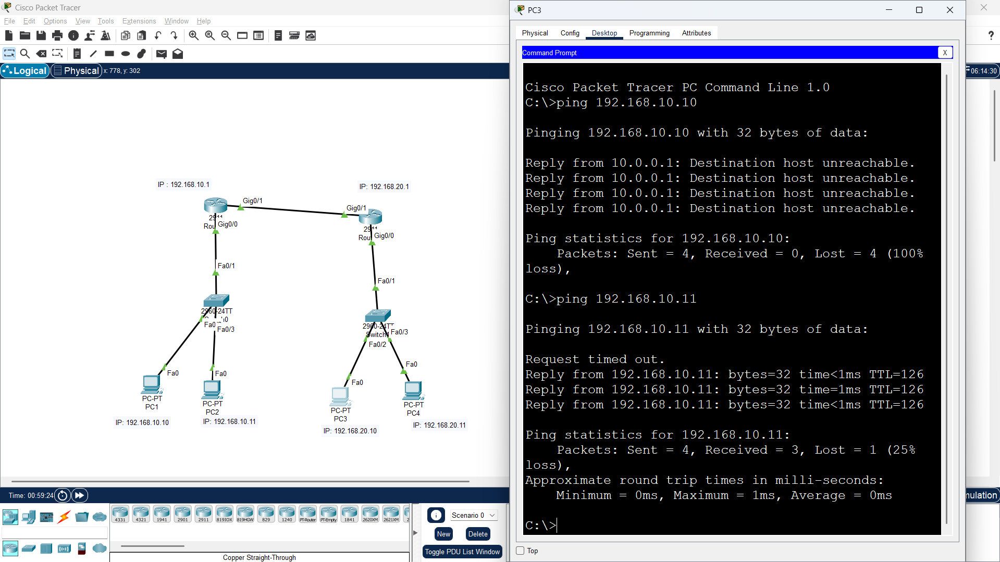 Cisco Packet Tracer
File Edit Options View Tools Extensions Window Help
Logical Physical x: 778, y: 302
06:14:30
IP : 192.168.10.1
IP: 192.168.20.1
Gig0/1
Gig0/1
2911
Rou
Gig0/0
2911
Rou
Gig0/0
Fa0/1
Fa0/1
2960-24TT
Fa0/3
2960-24TT
Switch1
Fa0/3
Fa0/2
Fa0
Fa0
Fa0
Fa0
PC-PT
PC1
PC-PT
PC2
PC-PT
PC3
PC-PT
PC4
IP: 192.168.10.10
IP: 192.168.10.11
IP: 192.168.20.10
IP: 192.168.20.11
Time: 00:59:24
mulation
4331 4321 1941 2901 2911 819IOX 819HGW 829 1240 PT-Router PT-Empty 1841 2620XM 2621XM
Copper Straight-Through
Scenario 0
New Delete
Toggle PDU List Window
PC3
Physical Config Desktop Programming Attributes
Command Prompt X
Cisco Packet Tracer PC Command Line 1.0
C:\>ping 192.168.10.10
Pinging 192.168.10.10 with 32 bytes of data:
Reply from 10.0.0.1: Destination host unreachable.
Reply from 10.0.0.1: Destination host unreachable.
Reply from 10.0.0.1: Destination host unreachable.
Reply from 10.0.0.1: Destination host unreachable.
Ping statistics for 192.168.10.10:
Packets: Sent = 4, Received = 0, Lost = 4 (100%
loss),
C:\>ping 192.168.10.11
Pinging 192.168.10.11 with 32 bytes of data:
Request timed out.
Reply from 192.168.10.11: bytes=32 time<1ms TTL=126
Reply from 192.168.10.11: bytes=32 time=1ms TTL=126
Reply from 192.168.10.11: bytes=32 time<1ms TTL=126
Ping statistics for 192.168.10.11:
Packets: Sent = 4, Received = 3, Lost = 1 (25%
loss),
Approximate round trip times in milli-seconds:
Minimum = 0ms, Maximum = 1ms, Average = 0ms
C:\>
Top